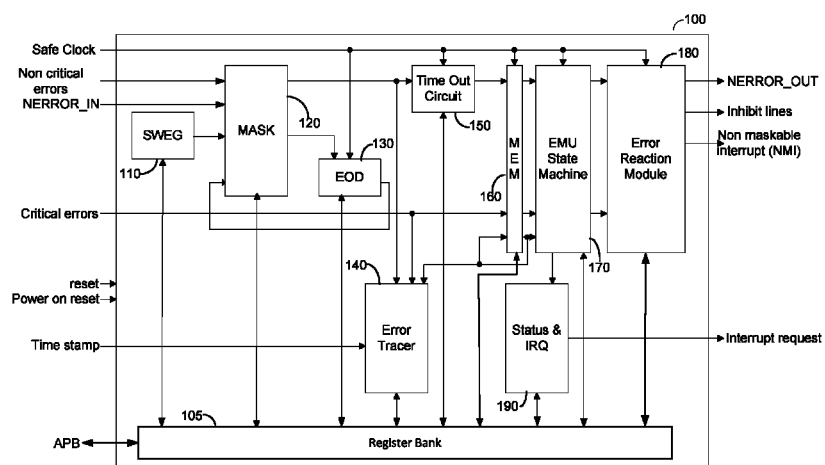 100
Safe Clock
180
Non critical
errors
Time Out
Circuit
NERROR_OUT
NERROR_IN
120
150
Inhibit lines
SWEG
MASK
130
M
E
M
EMU
State
Machine
Error
Reaction
Module
Non maskable
interrupt (NMI)
110
EOD
160
Critical errors
140
170
reset
Power on reset
Time stamp
Error
Tracer
Status &
IRQ
Interrupt request
190
105
APB
Register Bank